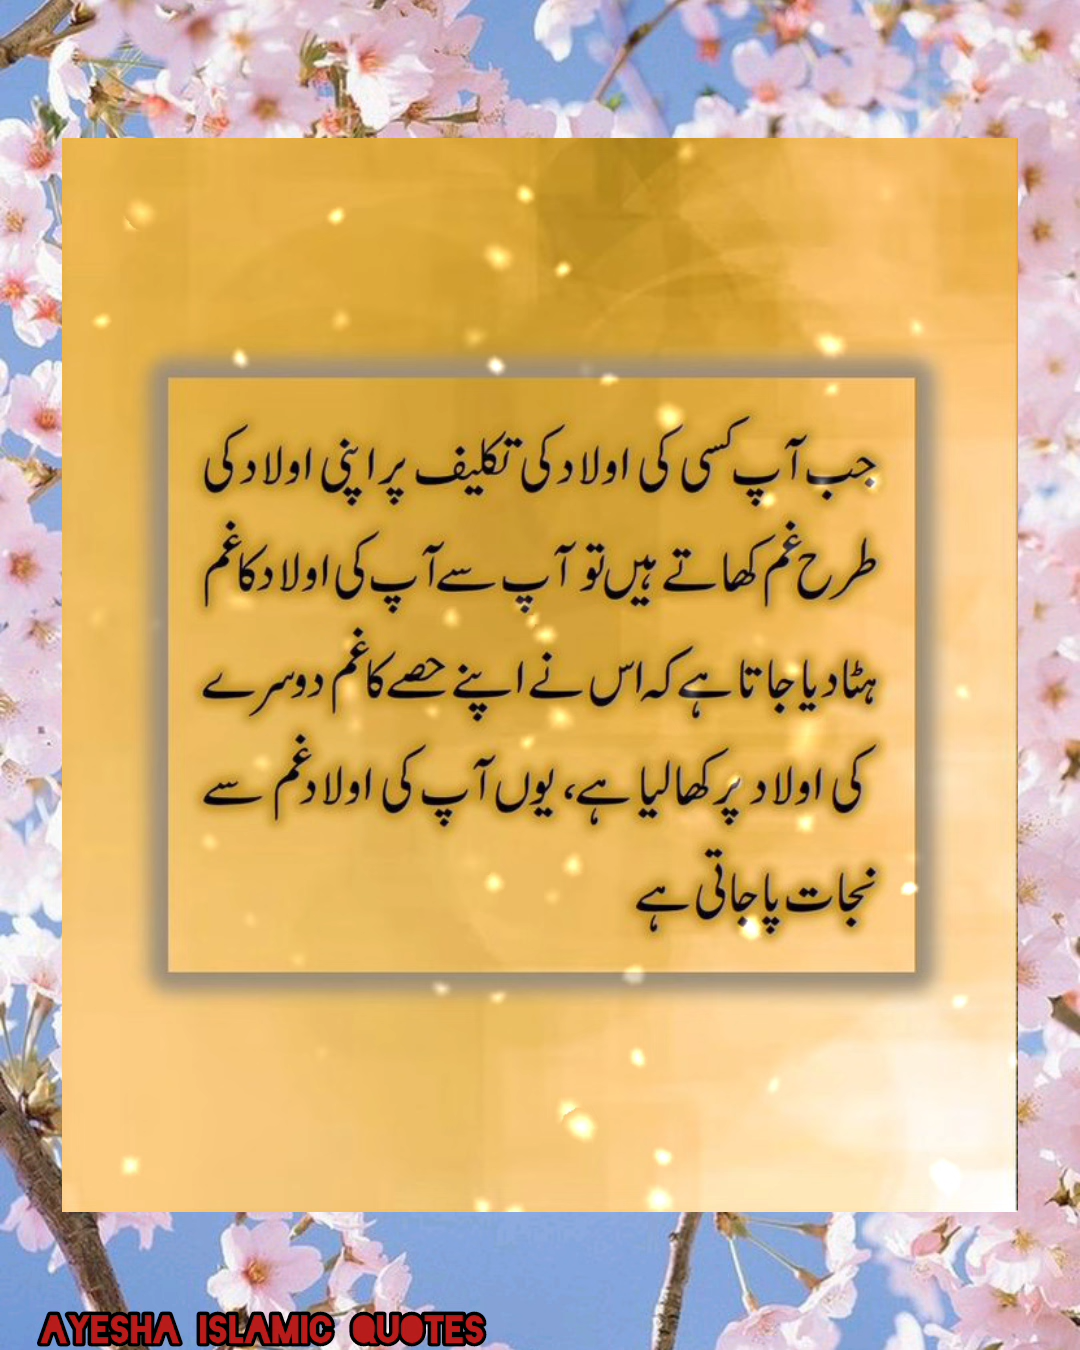 جب آپ کسی کی اولاد کی تکلیف پر اپنی اولاد کی
طرح غم کھاتے ہیں تو آپ سے آپ کی اولاد کا غم
ہٹا دیا جاتا ہے کہ اس نے اپنے حصے کا غم دوسرے
کی اولاد پر کھا لیا ہے، یوں آپ کی اولاد غم سے
نجات پا جاتی ہے
AYESHA ISLAMIC QUOTES